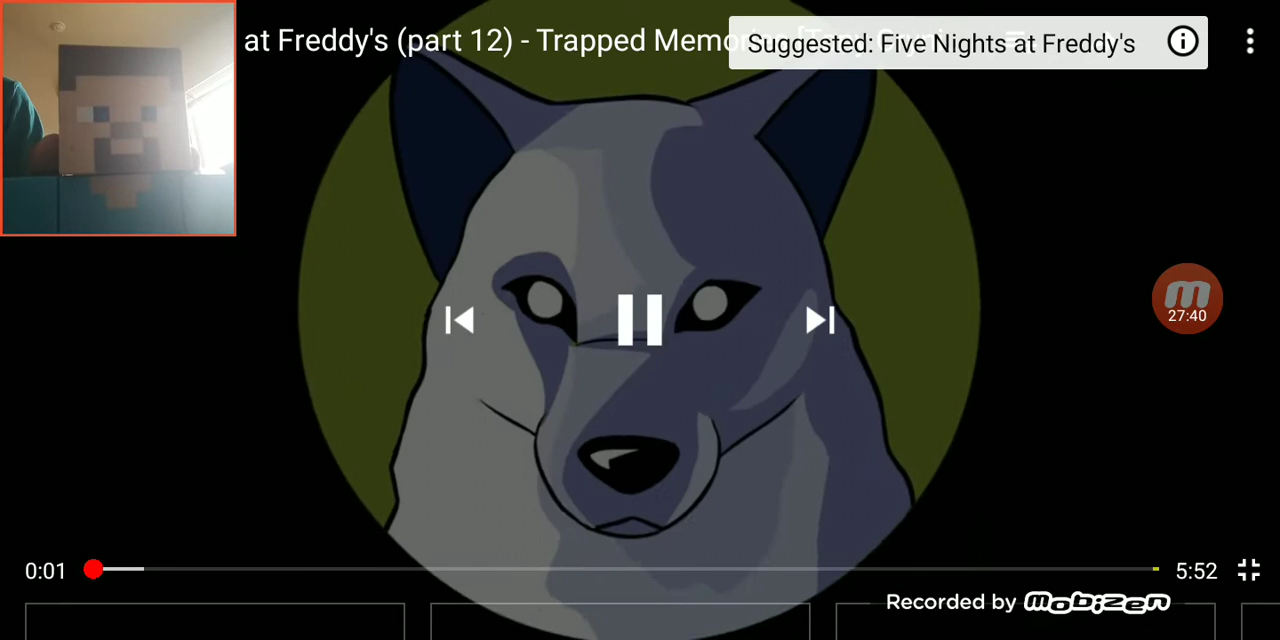 at Freddy's (part 12) - Trapped
Suggested: Five Nights at Freddy's
27:40
0:01
5:52
Recorded by mobizen